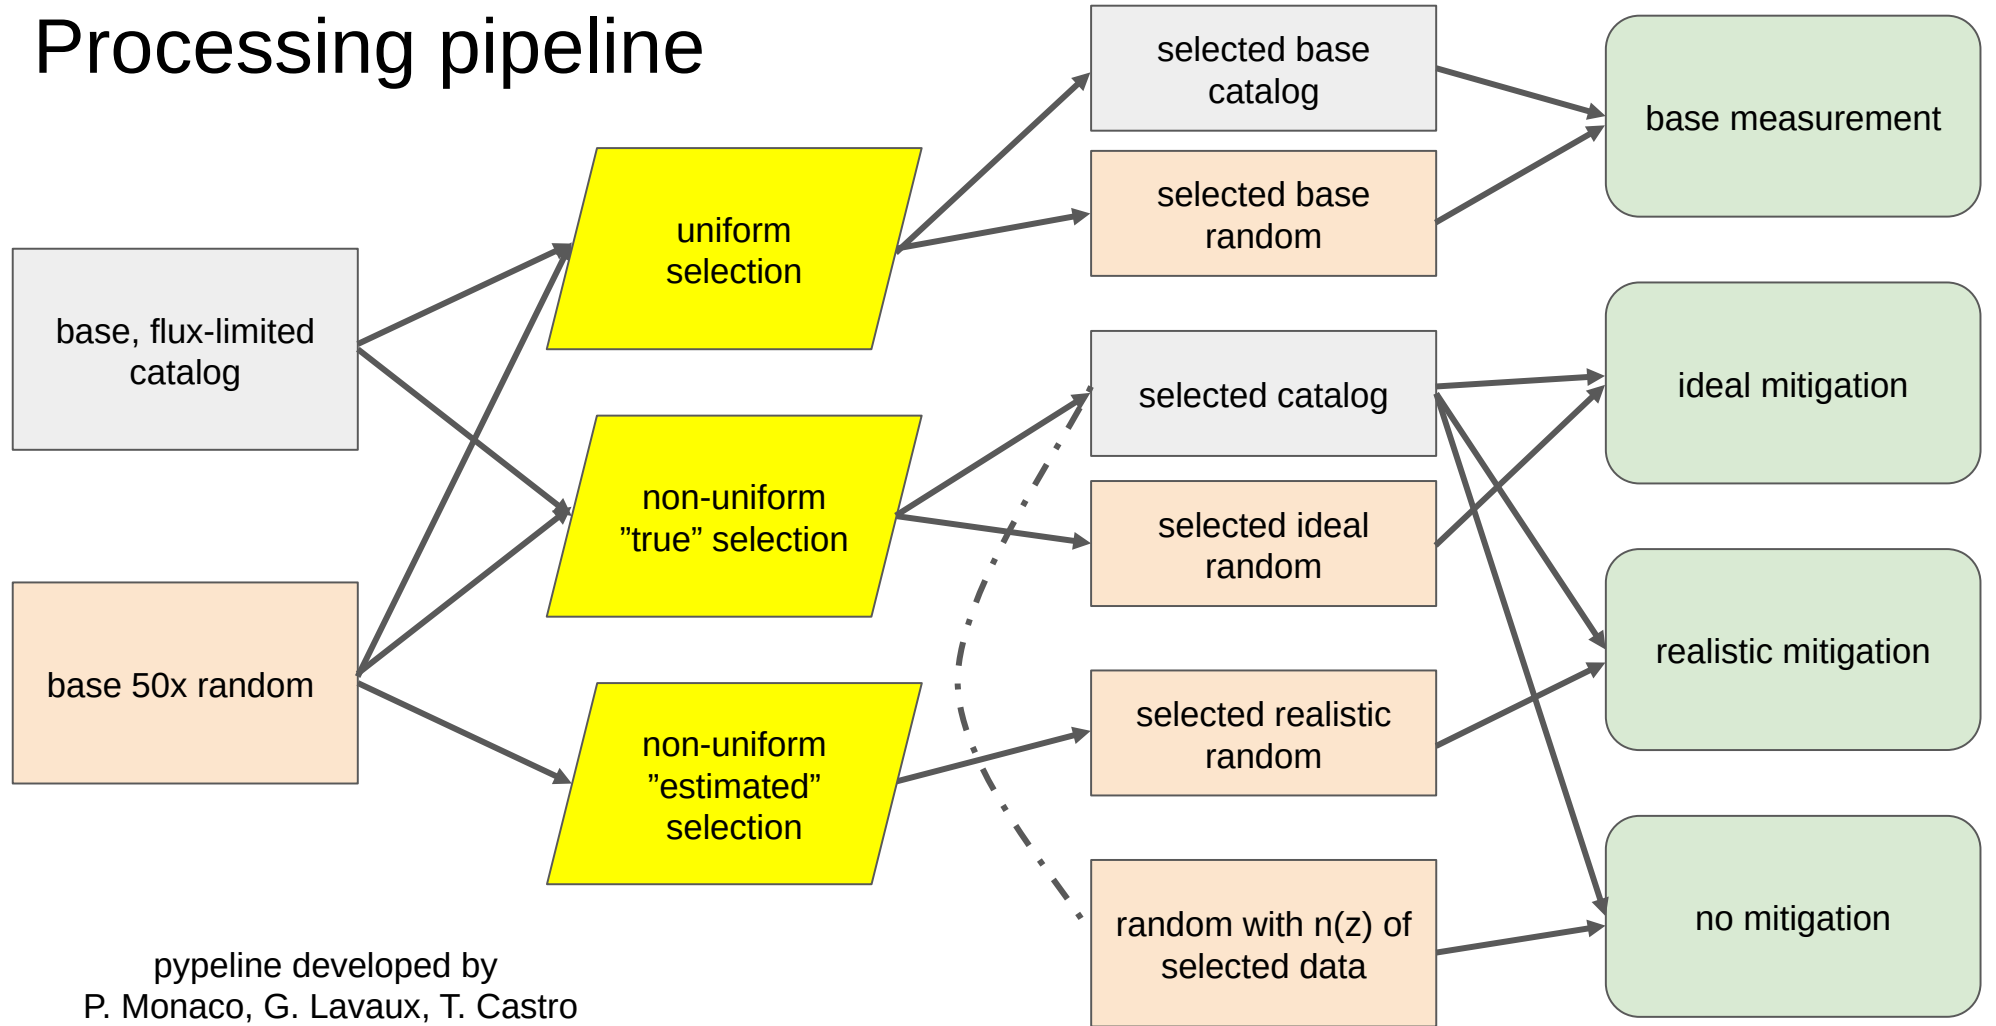 Processing pipeline
selected base
catalog
base measurement
selected base
random
uniform
selection
base, flux-limited
catalog
selected catalog
ideal mitigation
non-uniform
”true” selection
selected ideal
random
base 50x random
realistic mitigation
selected realistic
random
non-uniform
”estimated”
selection
random with n(z) of
selected data
no mitigation
pypeline developed by
P. Monaco, G. Lavaux, T. Castro